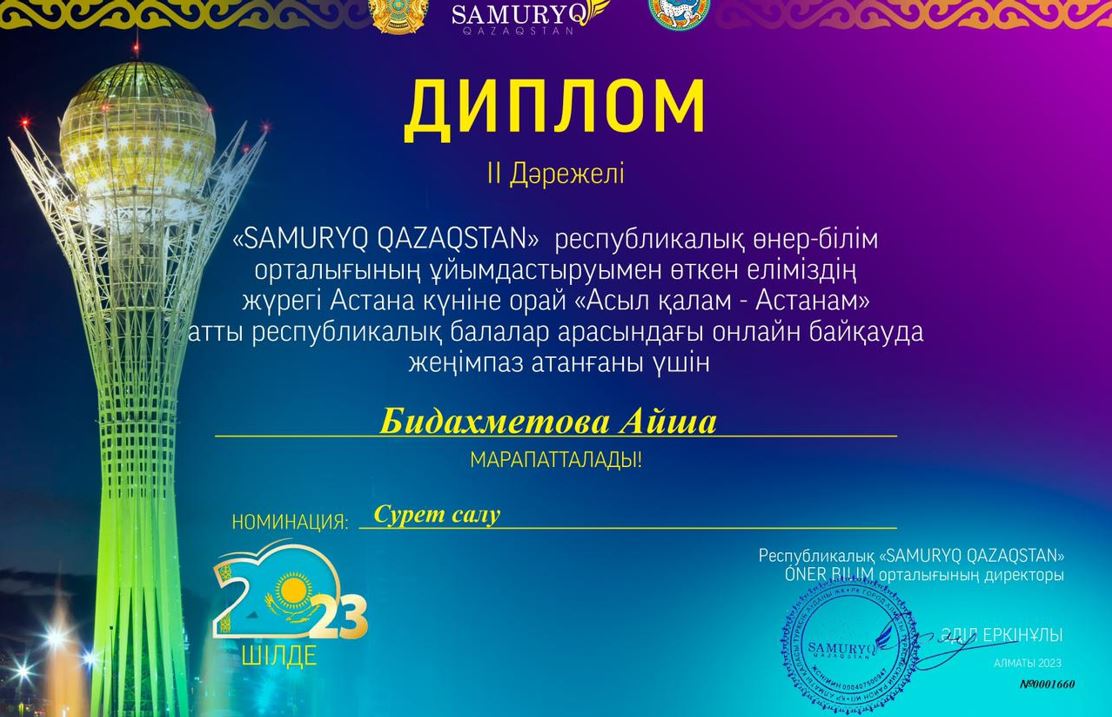 SAMURYQ
QAZAQSTAN
ДИПЛОМ
II Дәрежелі
«SAMURYQ QAZAQSTAN» республикалық өнер-білім
орталығының ұйымдастыруымен өткен еліміздің
жүрегі Астана күніне орай «Асыл қалам - Астанам»
атты республикалық балалар арасындағы онлайн байқауда
жеңімпаз атанғаны үшін
Бидахметова Айша
МАРАПАТТАЛАДЫ!
НОМИНАЦИЯ: Сурет салу
2023
ШІЛДЕ
Республикалық «SAMURYQ QAZAQSTAN»
ÓNER BILIM орталығының директоры
SAMURYQ
QAZAQSTAN
ӘДІЛ ЕРКІНҰЛЫ
АЛМАТЫ 2023
№0001660